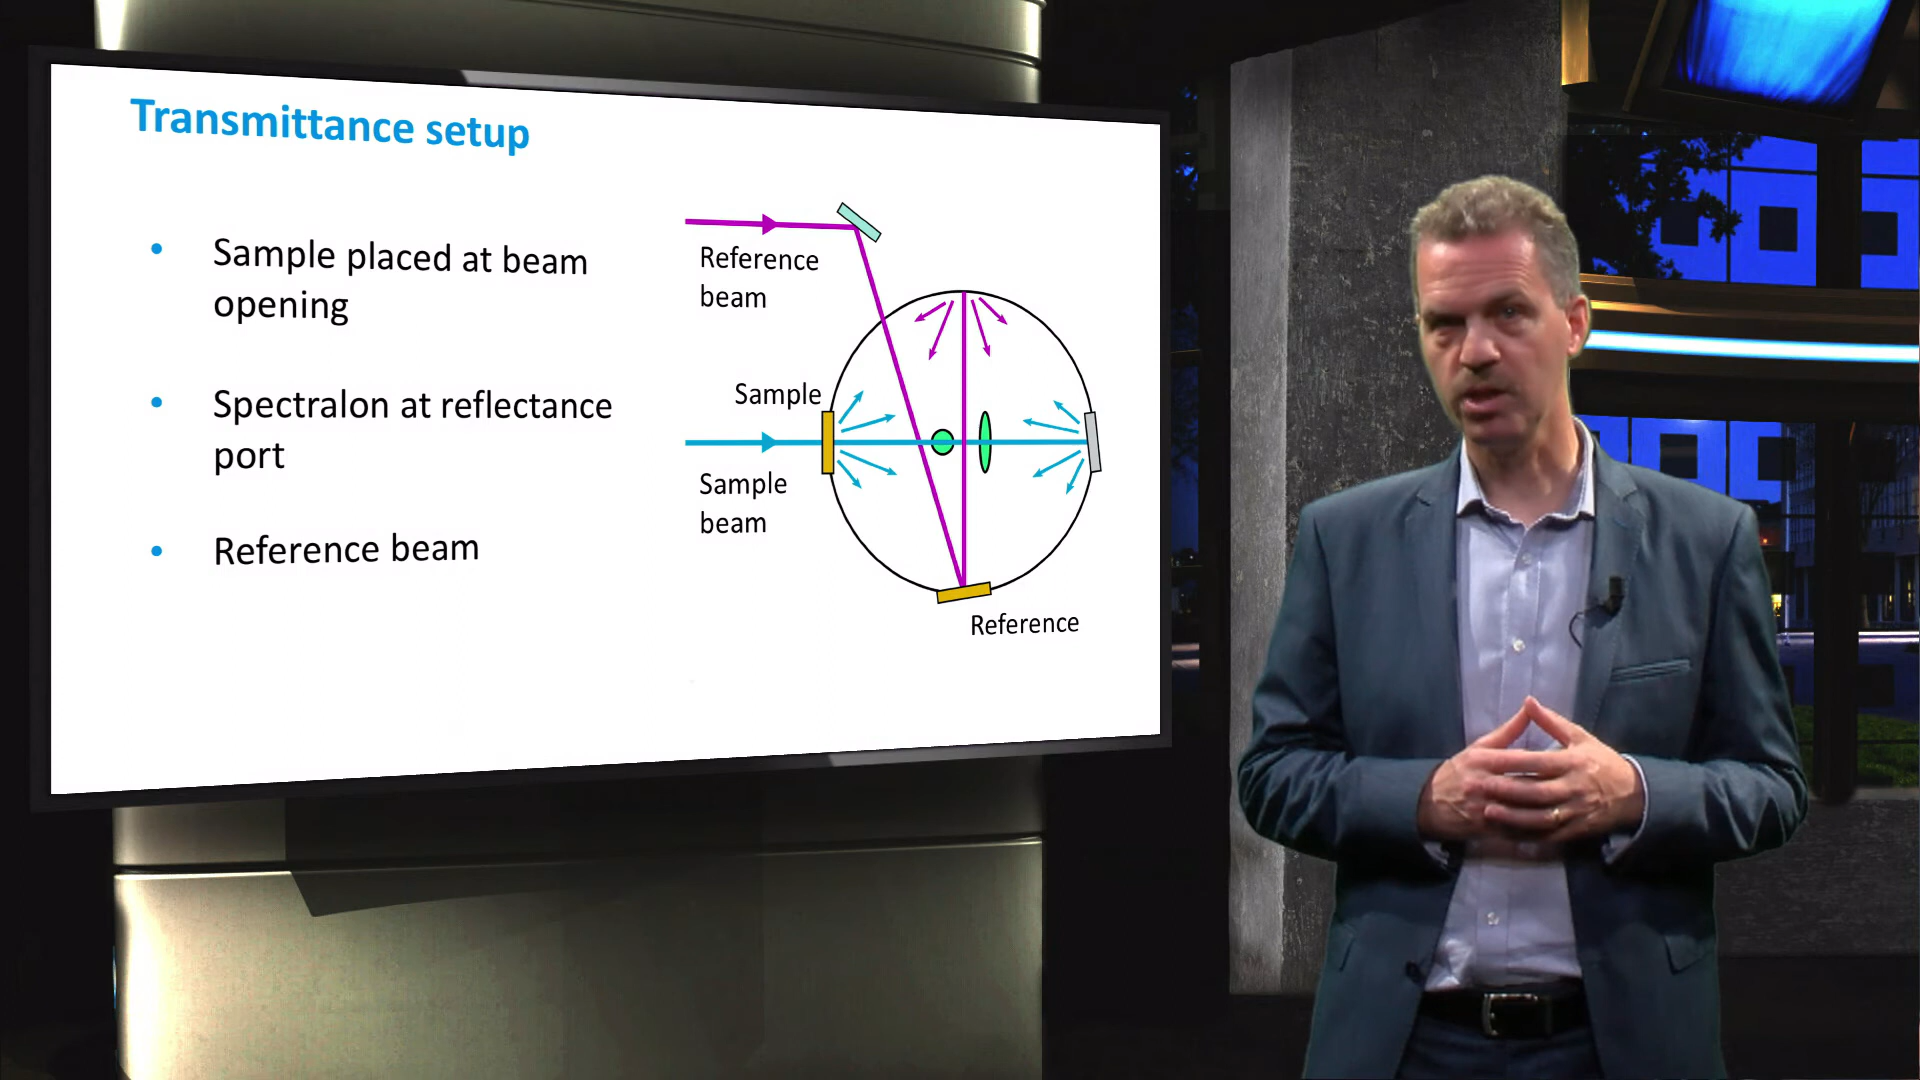 Transmittance setup
• Sample placed at beam
opening
• Spectralon at reflectance
port
• Reference beam
Reference
beam
Sample
Sample
beam
Reference